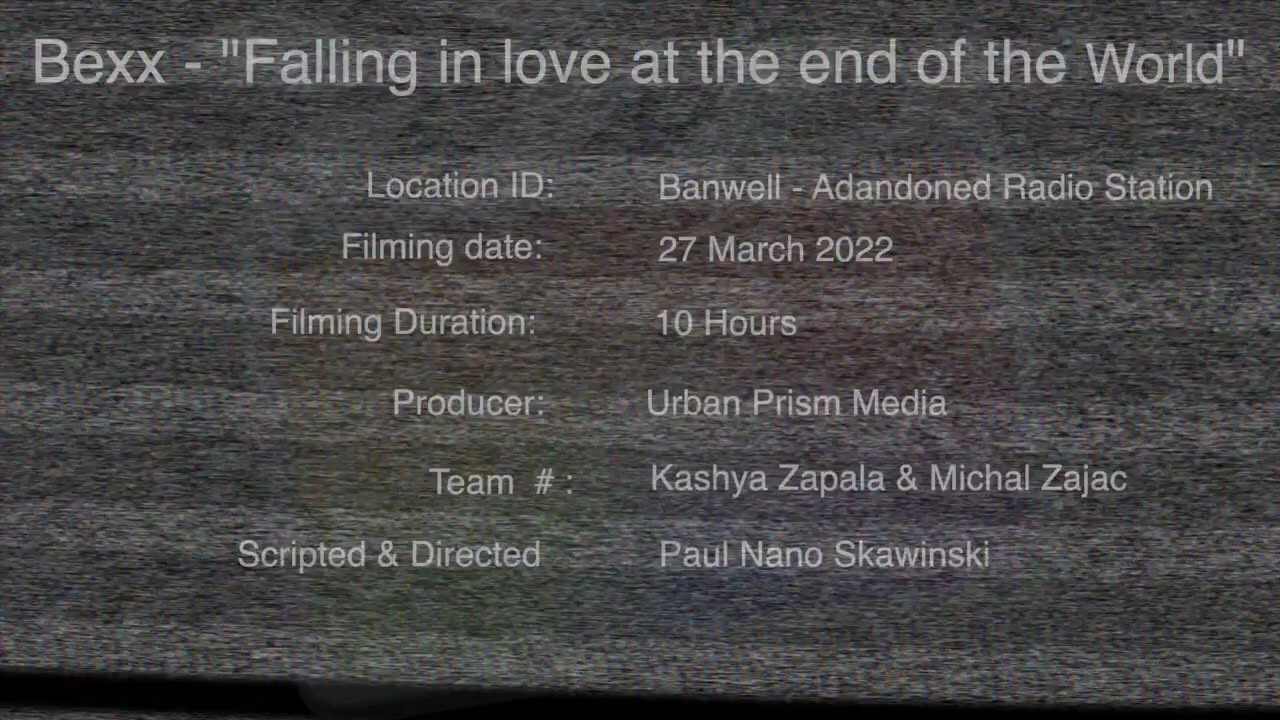 Bexx - "Falling in love at the end of the World"
Location ID: Banwell - Adandoned Radio Station
Filming date: 27 March 2022
Filming Duration: 10 Hours
Producer: Urban Prism Media
Team # : Kashya Zapala & Michal Zajac
Scripted & Directed Paul Nano Skawinski